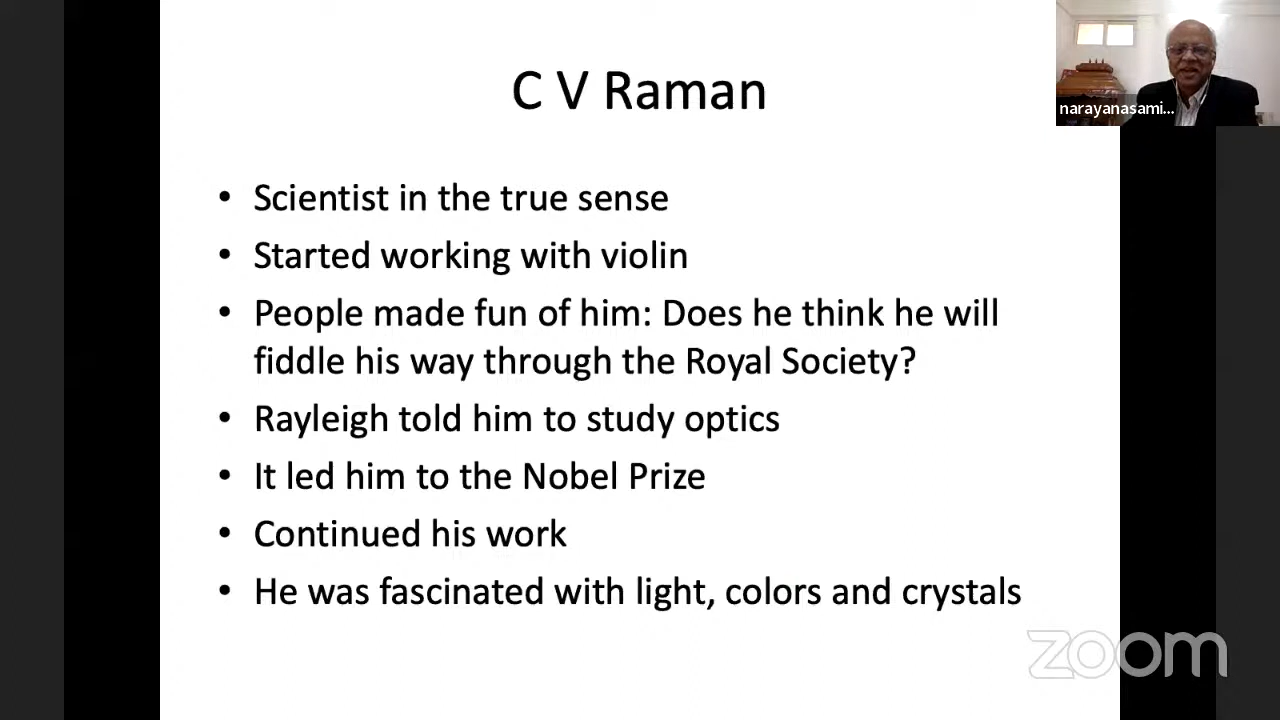 C V Raman
narayanasami...
• Scientist in the true sense
• Started working with violin
• People made fun of him: Does he think he will
fiddle his way through the Royal Society?
• Rayleigh told him to study optics
• It led him to the Nobel Prize
• Continued his work
• He was fascinated with light, colors and crystals
zoom